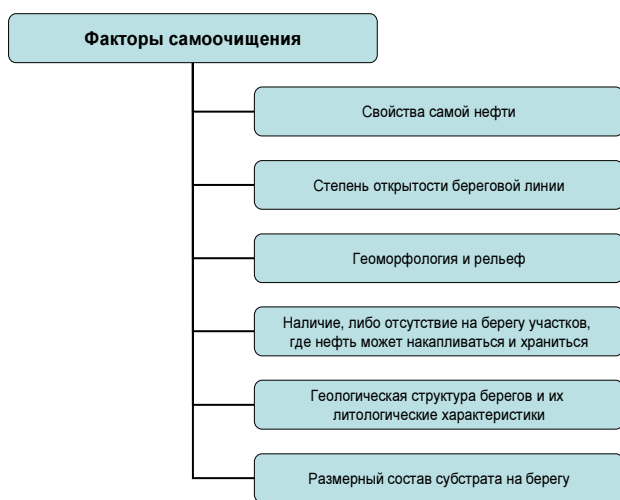 Факторы самоочищения
Свойства самой нефти
Степень открытости береговой линии
Геоморфология и рельеф
Наличие, либо отсутствие на берегу участков,
где нефть может накапливаться и храниться
Геологическая структура берегов и их
литологические характеристики
Размерный состав субстрата на берегу